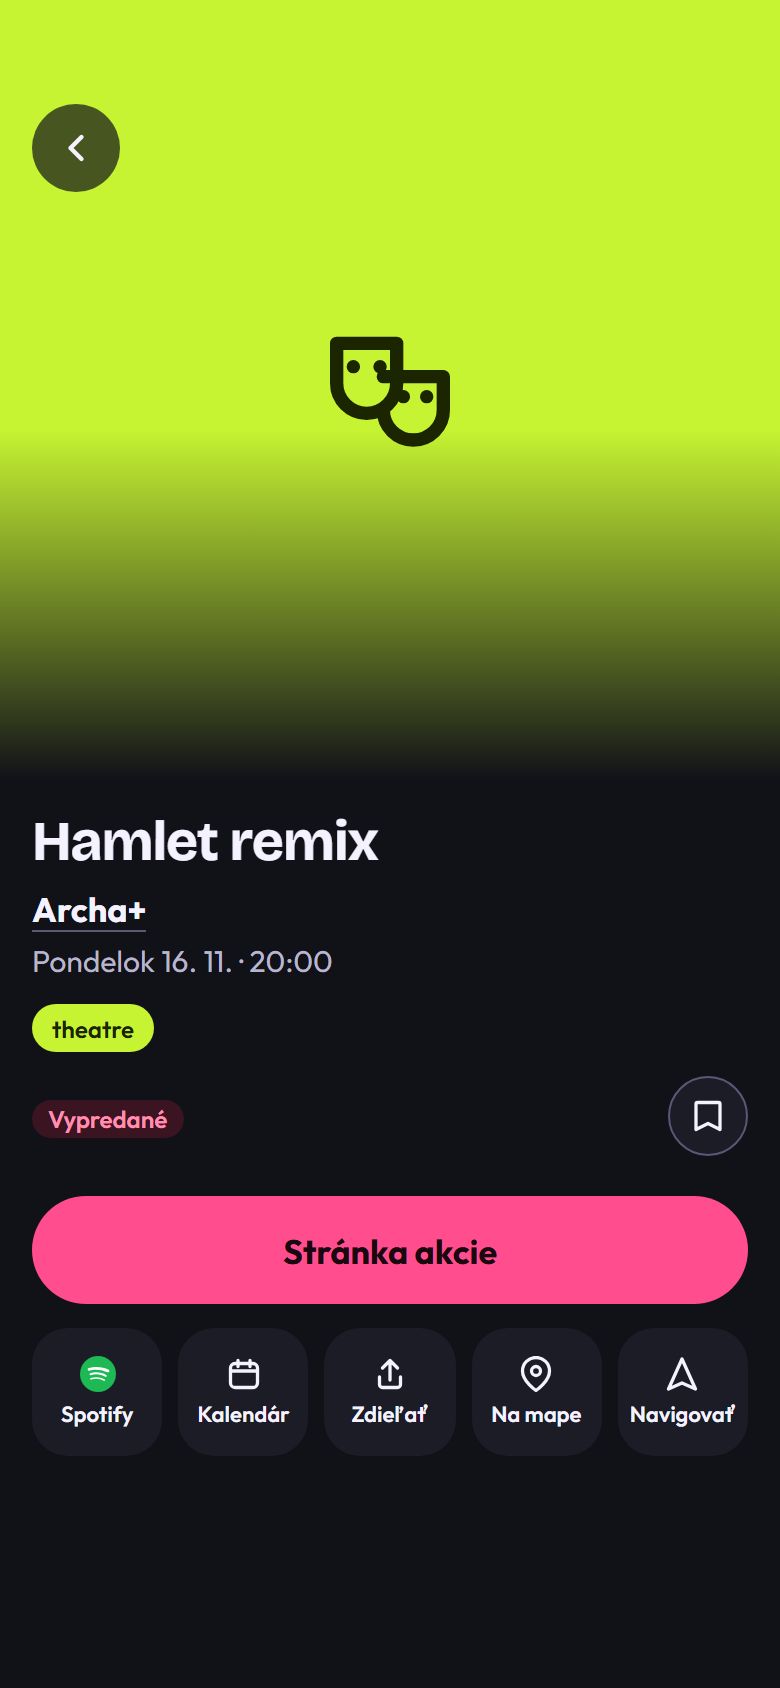 Hamlet remix
Archa+
Pondelok 16. 11. · 20:00
theatre
Vypredané
Stránka akcie
Spotify
Kalendár
Zdieľať
Na mape
Navigovať